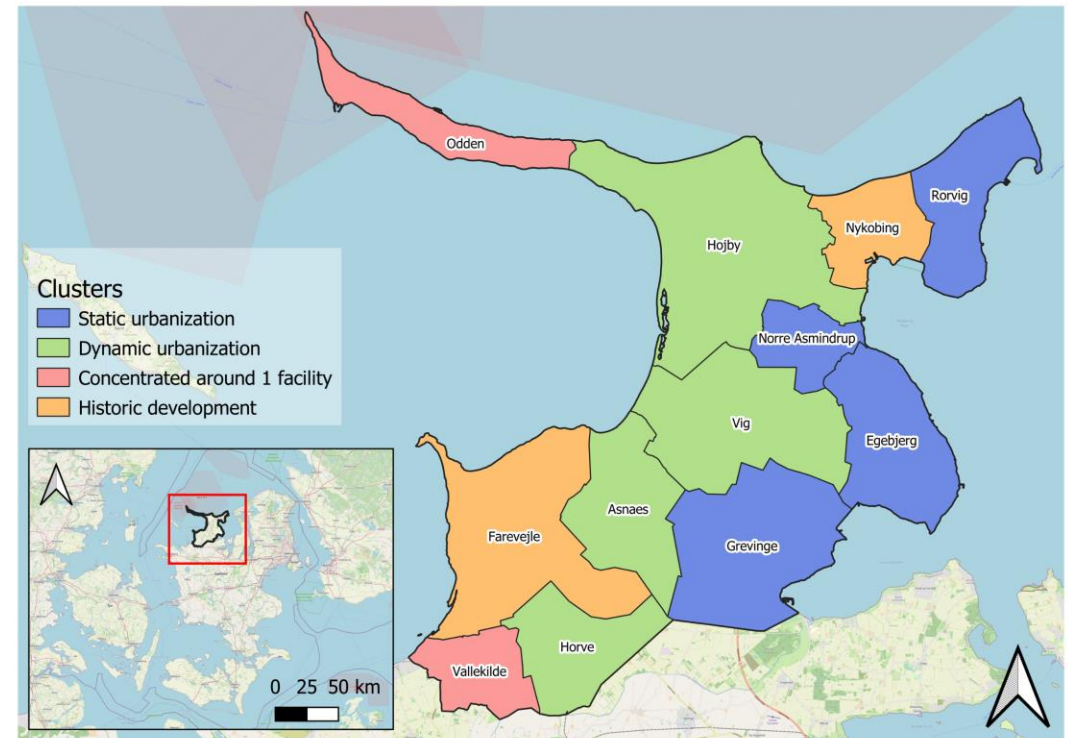 Odden
Rorvig
Nykobing
Hojby
Clusters
Static urbanization
Dynamic urbanization
Concentrated around 1 facility
Historic development
Norre Asmindrup
Vig
Egebjerg
Asnaes
Farevejle
Grevinge
Horve
Vallekilde
0 25 50 km